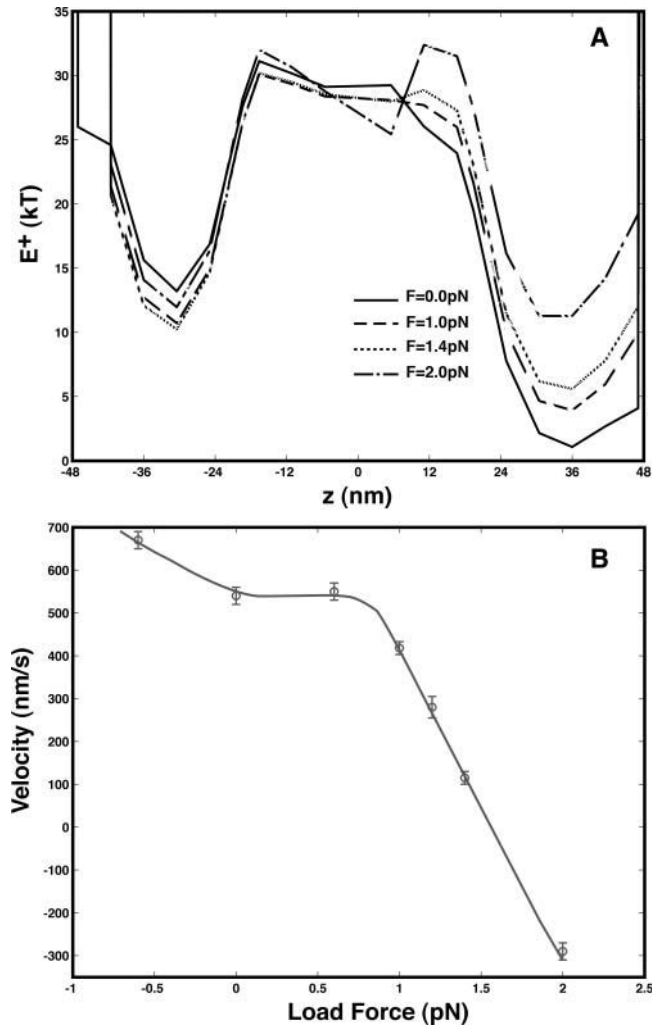 35
A
30
25
20
E+ (kT)
15
F=0.0pN
10
F=1.0pN
F=1.4pN
5
F=2.0pN
0
-48 -36 -24 -12 0 12 24 36 48
z (nm)
700
B
600
500
400
300
Velocity (nm/s)
200
100
0
-100
-200
-300
-1 -0.5 0 0.5 1 1.5 2 2.5
Load Force (pN)